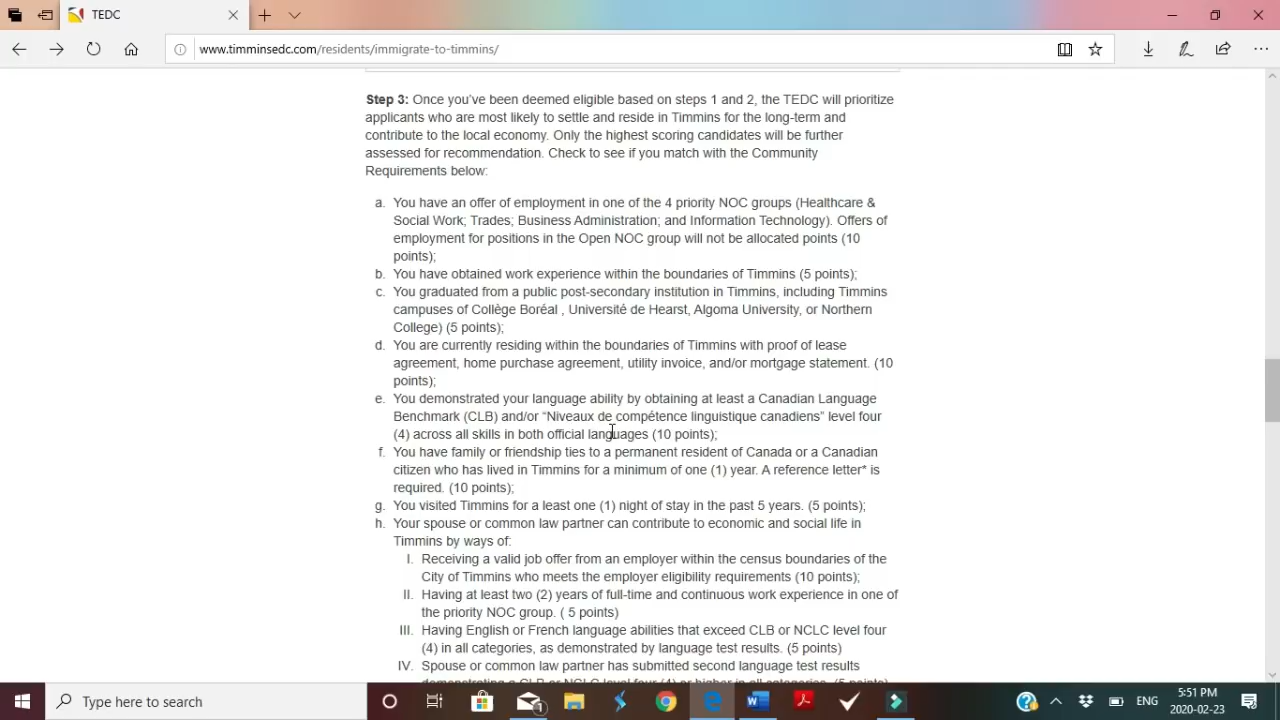 TEDC
www.timminsedc.com/residents/immigrate-to-timmins/
Step 3: Once you've been deemed eligible based on steps 1 and 2, the TEDC will prioritize
applicants who are most likely to settle and reside in Timmins for the long-term and
contribute to the local economy. Only the highest scoring candidates will be further
assessed for recommendation. Check to see if you match with the Community
Requirements below:
a. You have an offer of employment in one of the 4 priority NOC groups (Healthcare &
Social Work; Trades; Business Administration; and Information Technology). Offers of
employment for positions in the Open NOC group will not be allocated points (10
points);
b. You have obtained work experience within the boundaries of Timmins (5 points);
c. You graduated from a public post-secondary institution in Timmins, including Timmins
campuses of Collège Boréal , Université de Hearst, Algoma University, or Northern
College) (5 points);
d. You are currently residing within the boundaries of Timmins with proof of lease
agreement, home purchase agreement, utility invoice, and/or mortgage statement. (10
points);
e. You demonstrated your language ability by obtaining at least a Canadian Language
Benchmark (CLB) and/or “Niveaux de compétence linguistique canadiens” level four
(4) across all skills in both official languages (10 points);
f. You have family or friendship ties to a permanent resident of Canada or a Canadian
citizen who has lived in Timmins for a minimum of one (1) year. A reference letter* is
required. (10 points);
g. You visited Timmins for a least one (1) night of stay in the past 5 years. (5 points);
h. Your spouse or common law partner can contribute to economic and social life in
Timmins by ways of:
I. Receiving a valid job offer from an employer within the census boundaries of the
City of Timmins who meets the employer eligibility requirements (10 points);
II. Having at least two (2) years of full-time and continuous work experience in one of
the priority NOC group. ( 5 points)
III. Having English or French language abilities that exceed CLB or NCLC level four
(4) in all categories, as demonstrated by language test results. (5 points)
IV. Spouse or common law partner has submitted second language test results
demonstrating a CLB or NCLC level four (4) or higher in all categories. (5 points)
Type here to search
ENG
5:51 PM
2020-02-23